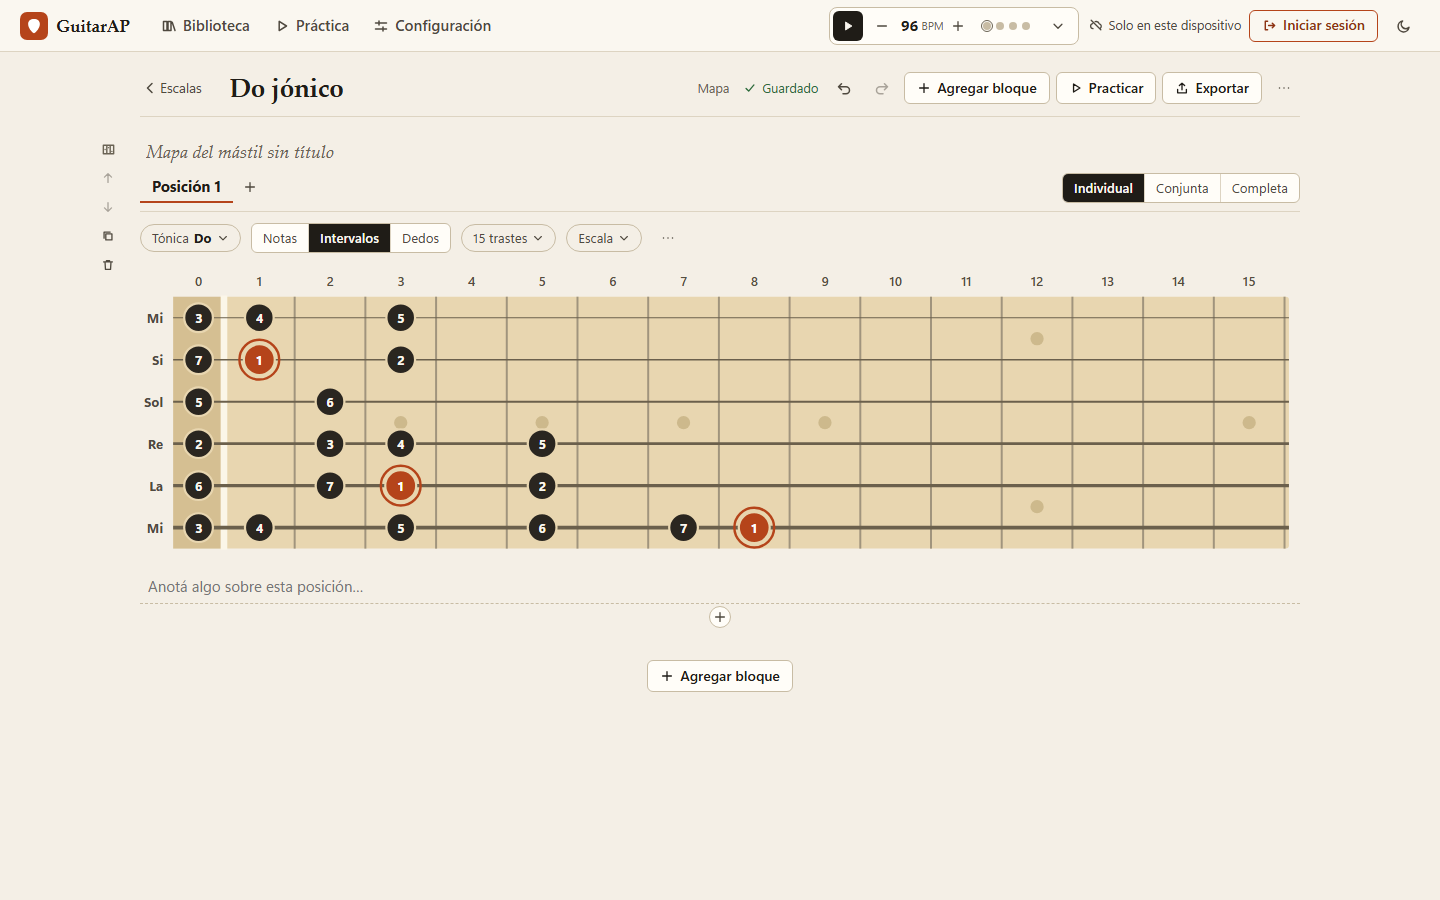 GuitarAP Biblioteca Práctica Configuración 96 BPM Solo en este dispositivo Iniciar sesión
Escalas Do jónico Mapa Guardado Agregar bloque Practicar Exportar ...
Mapa del mástil sin título
Posición 1 Individual Conjunta Completa
Tónica Do Notas Intervalos Dedos 15 trastes Escala ...
0 1 2 3 4 5 6 7 8 9 10 11 12 13 14 15
Mi 3 4 5
Si 7 1 2
Sol 5 6
Re 2 3 4 5
La 6 7 1 2
Mi 3 4 5 6 7 1
Anotá algo sobre esta posición...
Agregar bloque